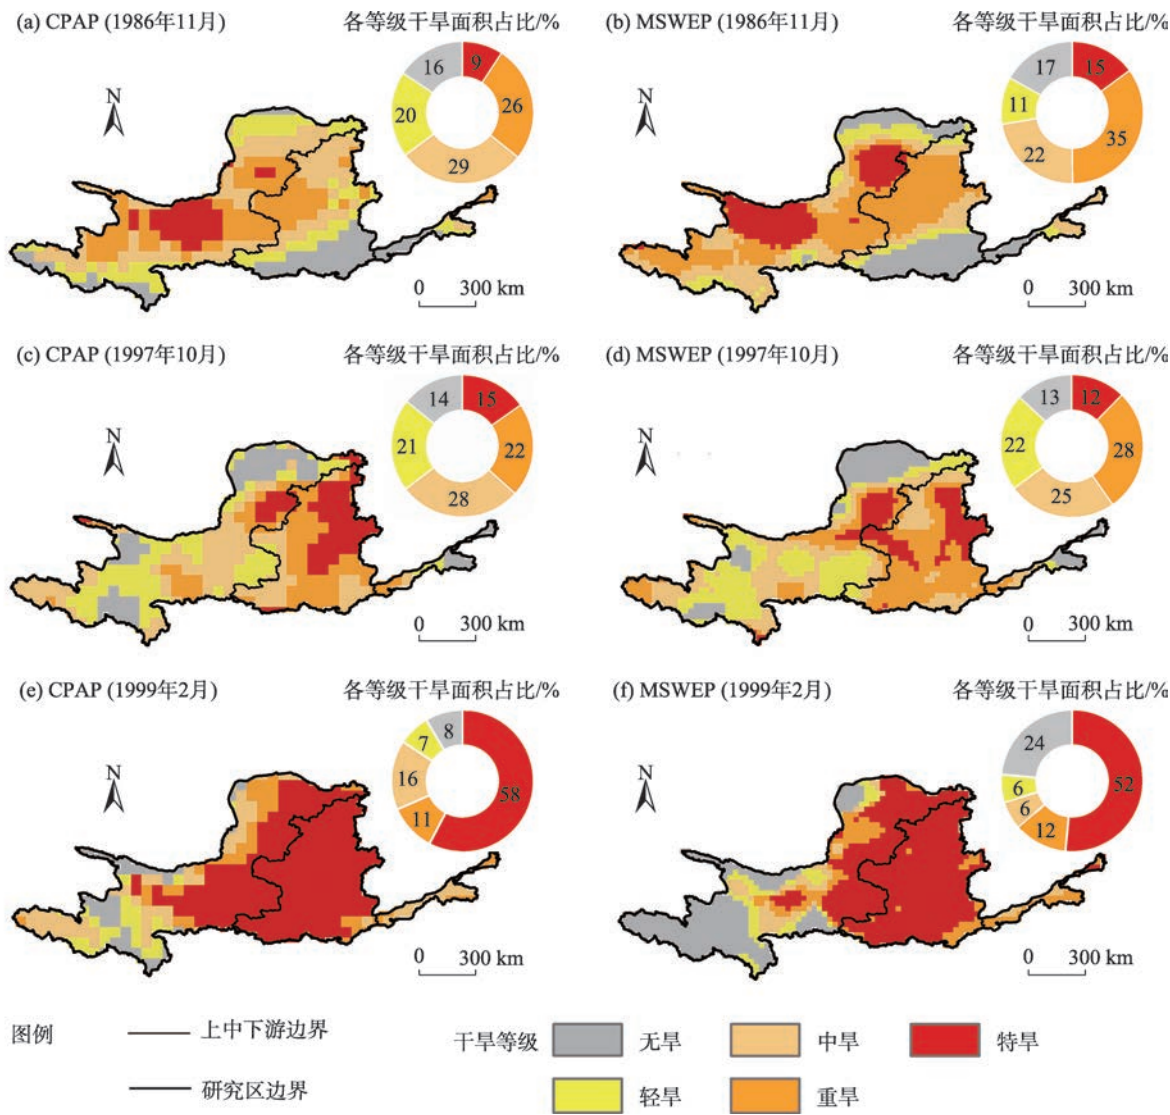 (a) CPAP (1986年11月) 各等级干旱面积占比/%
(b) MSWEP (1986年11月) 各等级干旱面积占比/%
16 9
20 26
29
17 15
11 35
22
N
N
0 300 km
0 300 km
(c) CPAP (1997年10月) 各等级干旱面积占比/%
(d) MSWEP (1997年10月) 各等级干旱面积占比/%
14 15
21 22
28
13 12
22 28
25
N
N
0 300 km
0 300 km
(e) CPAP (1999年2月) 各等级干旱面积占比/%
(f) MSWEP (1999年2月) 各等级干旱面积占比/%
8
7
16 58
11
24
6 52
6
12
N
N
0 300 km
0 300 km
图例 上中下游边界 干旱等级 无旱 中旱 特旱
研究区边界 轻旱 重旱